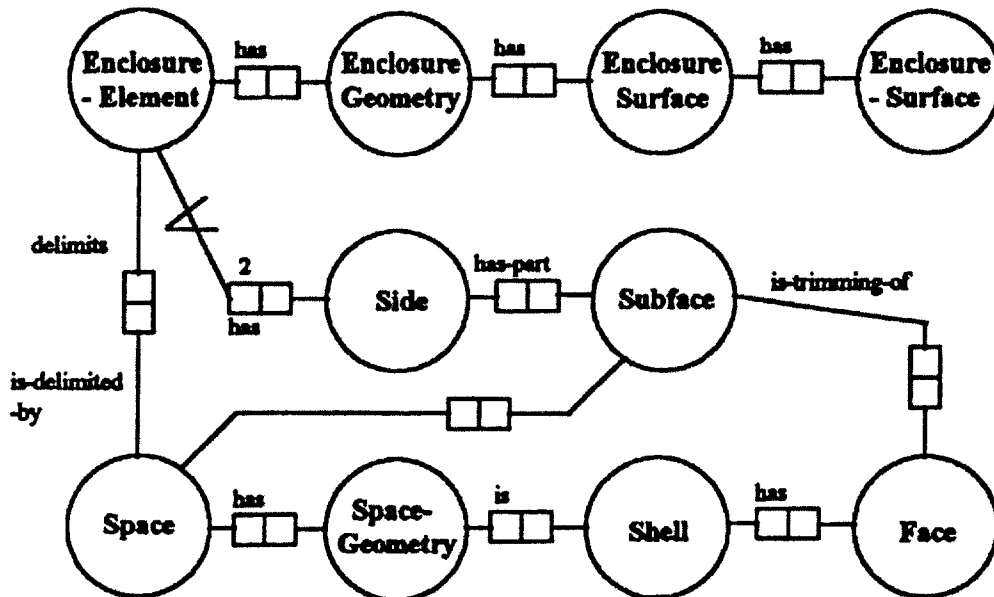 has
has
has
Enclosure
- Element
Enclosure
Geometry
Enclosure
Surface
Enclosure
- Surface
delimits
2
has
Side
has-part
Subface
is-trimming-of
is-delimited
-by
Space
has
Space-
Geometry
is
Shell
has
Face